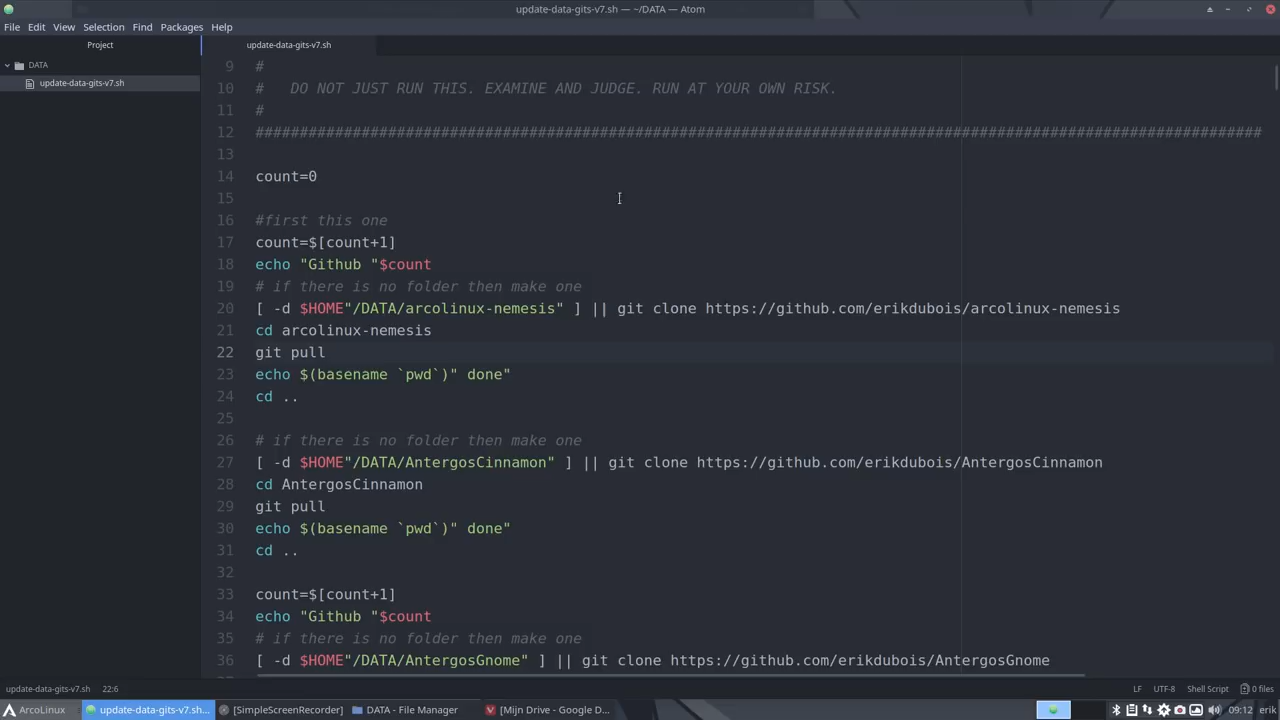 update-data-gits-v7.sh — ~/DATA — Atom
File Edit View Selection Find Packages Help
Project
update-data-gits-v7.sh
DATA
update-data-gits-v7.sh
9 #
10 #   DO NOT JUST RUN THIS. EXAMINE AND JUDGE. RUN AT YOUR OWN RISK.
11 #
12 ##################################################################################################################
13
14 count=0
15
16 #first this one
17 count=$[count+1]
18 echo "Github "$count
19 # if there is no folder then make one
20 [ -d $HOME"/DATA/arcolinux-nemesis" ] || git clone https://github.com/erikdubois/arcolinux-nemesis
21 cd arcolinux-nemesis
22 git pull
23 echo $(basename `pwd`)" done"
24 cd ..
25
26 # if there is no folder then make one
27 [ -d $HOME"/DATA/AntergosCinnamon" ] || git clone https://github.com/erikdubois/AntergosCinnamon
28 cd AntergosCinnamon
29 git pull
30 echo $(basename `pwd`)" done"
31 cd ..
32
33 count=$[count+1]
34 echo "Github "$count
35 # if there is no folder then make one
36 [ -d $HOME"/DATA/AntergosGnome" ] || git clone https://github.com/erikdubois/AntergosGnome
update-data-gits-v7.sh 22:6 LF UTF-8 Shell Script 0 files
ArcoLinux update-data-gits-v7.sh... [SimpleScreenRecorder] DATA - File Manager [Mijn Drive - Google D... 09:12 erik